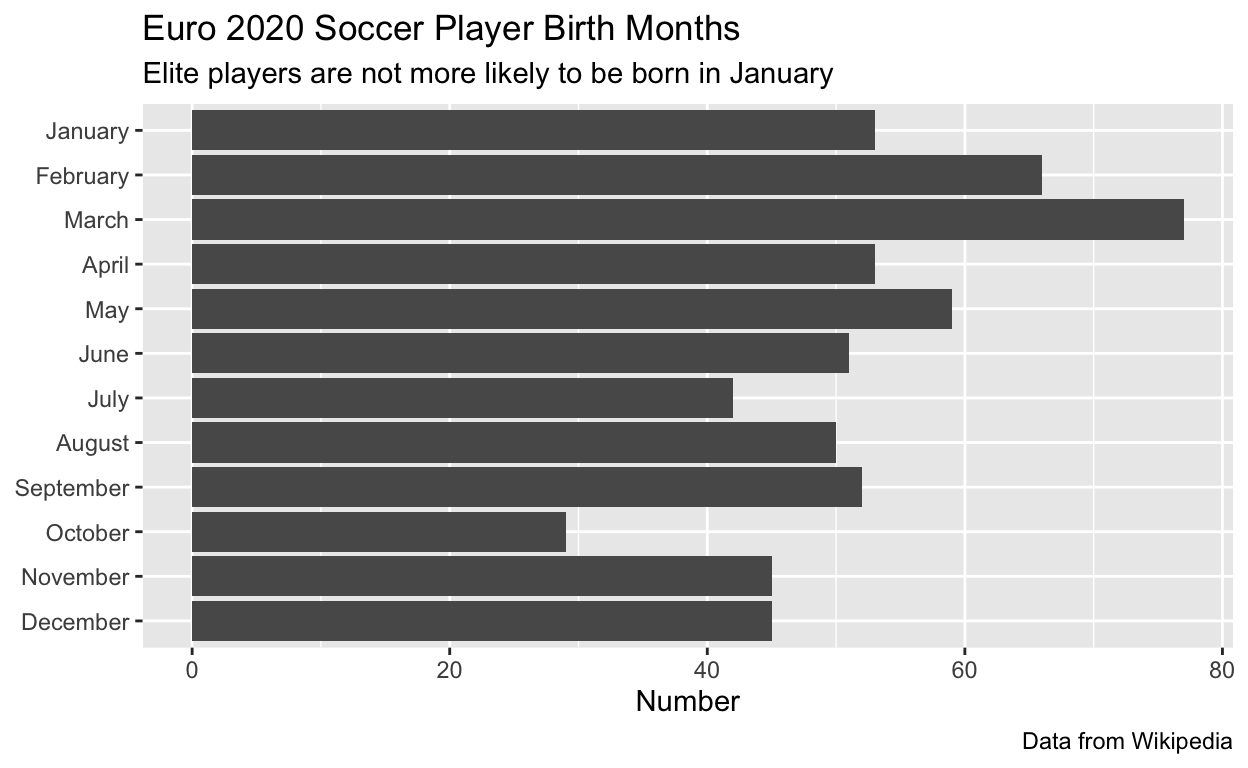 Euro 2020 Soccer Player Birth Months
Elite players are not more likely to be born in January
January
February
March
April
May
June
July
August
September
October
November
December
0 20 40 60 80
Number
Data from Wikipedia